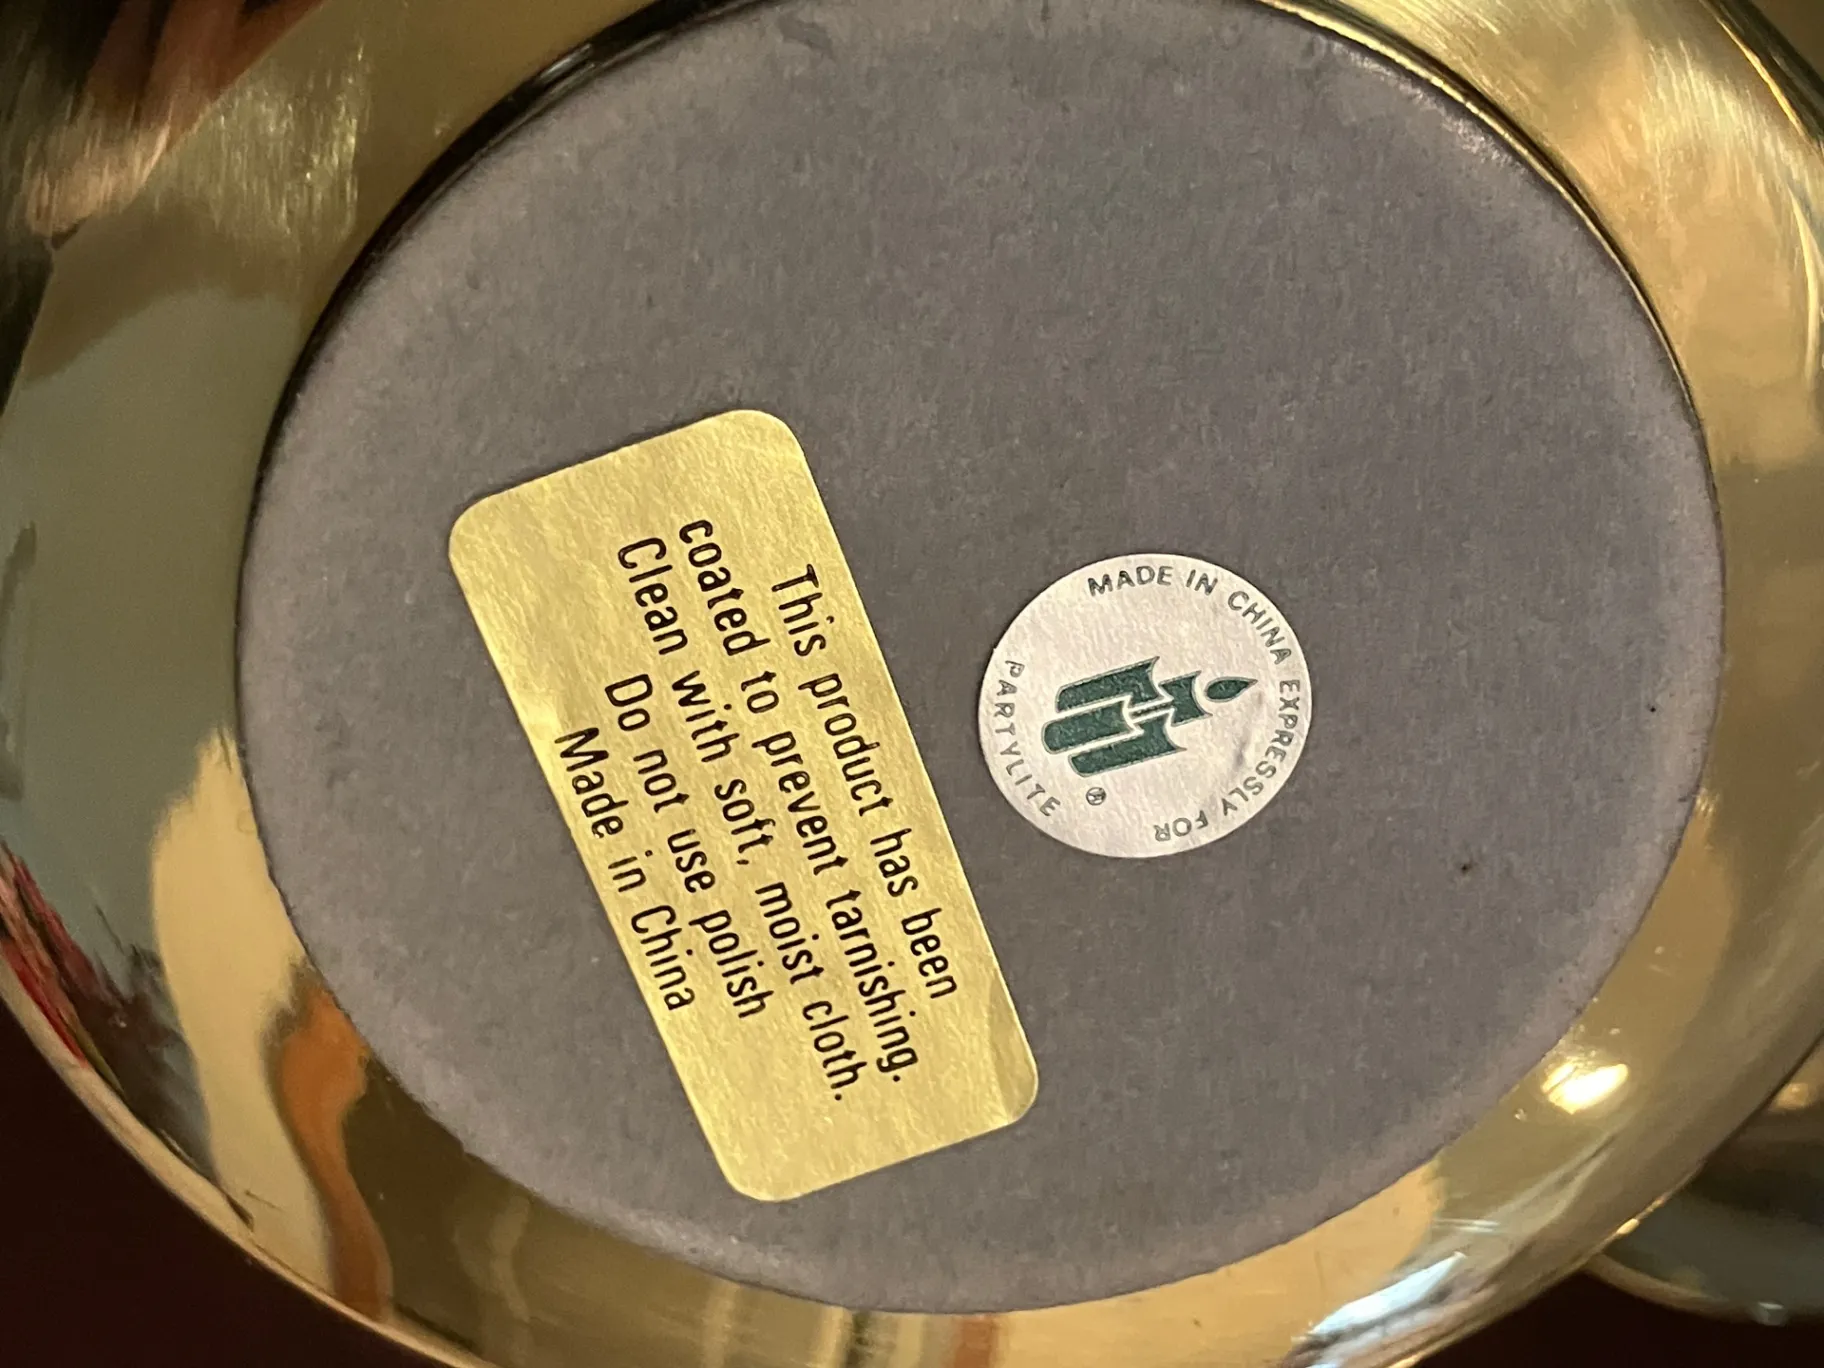 This product has been
coated to prevent tarnishing.
Clean with soft, moist cloth.
Do not use polish
Made in China
MADE IN CHINA EXPRESSLY FOR
PARTYLITE
®